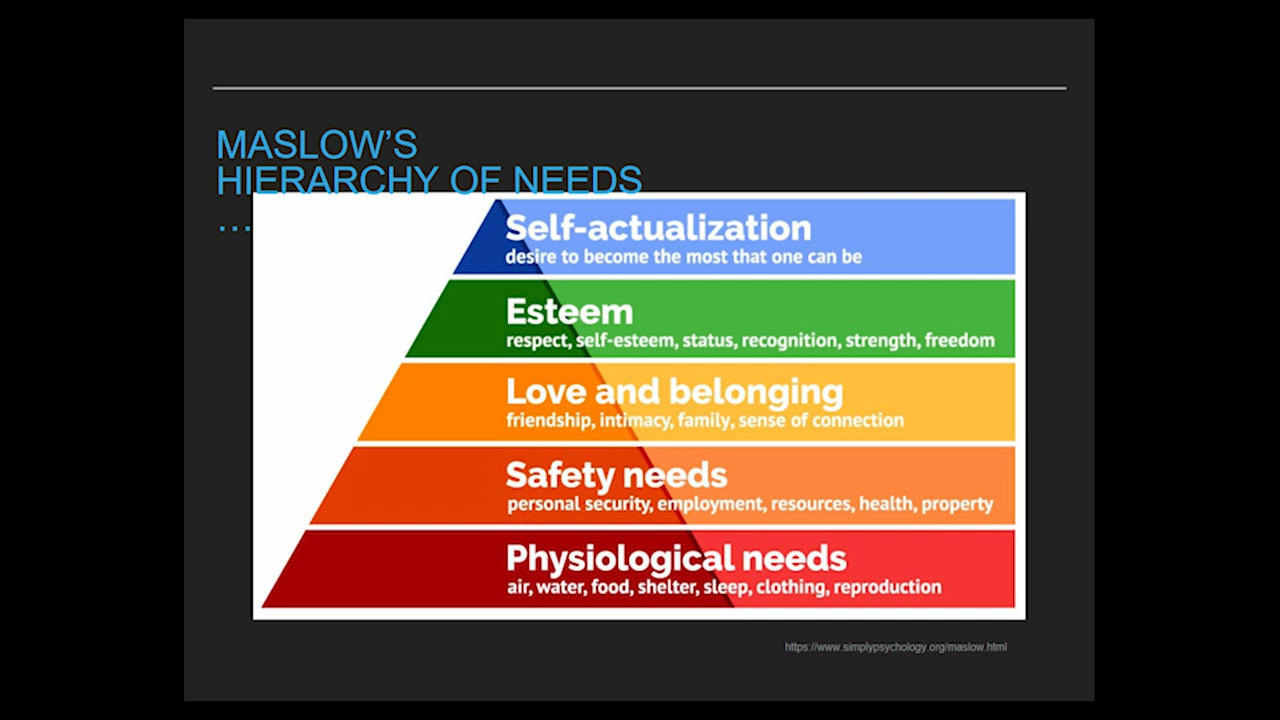 MASLOW’S
HIERARCHY OF NEEDS
...
Self-actualization
desire to become the most that one can be
Esteem
respect, self-esteem, status, recognition, strength, freedom
Love and belonging
friendship, intimacy, family, sense of connection
Safety needs
personal security, employment, resources, health, property
Physiological needs
air, water, food, shelter, sleep, clothing, reproduction
https://www.simplypsychology.org/maslow.html